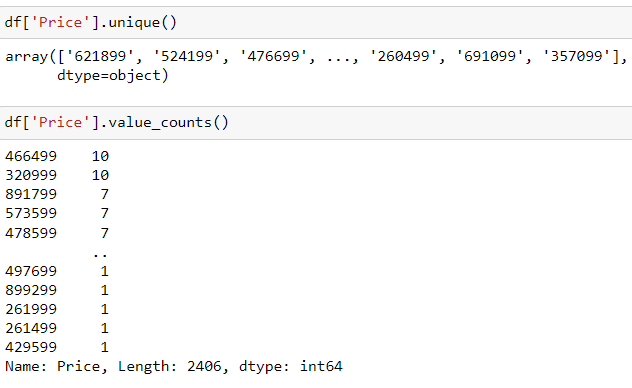 df['Price'].unique()
array(['621899', '524199', '476699', ..., '260499', '691099', '357099'],
      dtype=object)
df['Price'].value_counts()
466499    10
320999    10
891799     7
573599     7
478599     7
          ..
497699     1
899299     1
261999     1
261499     1
429599     1
Name: Price, Length: 2406, dtype: int64